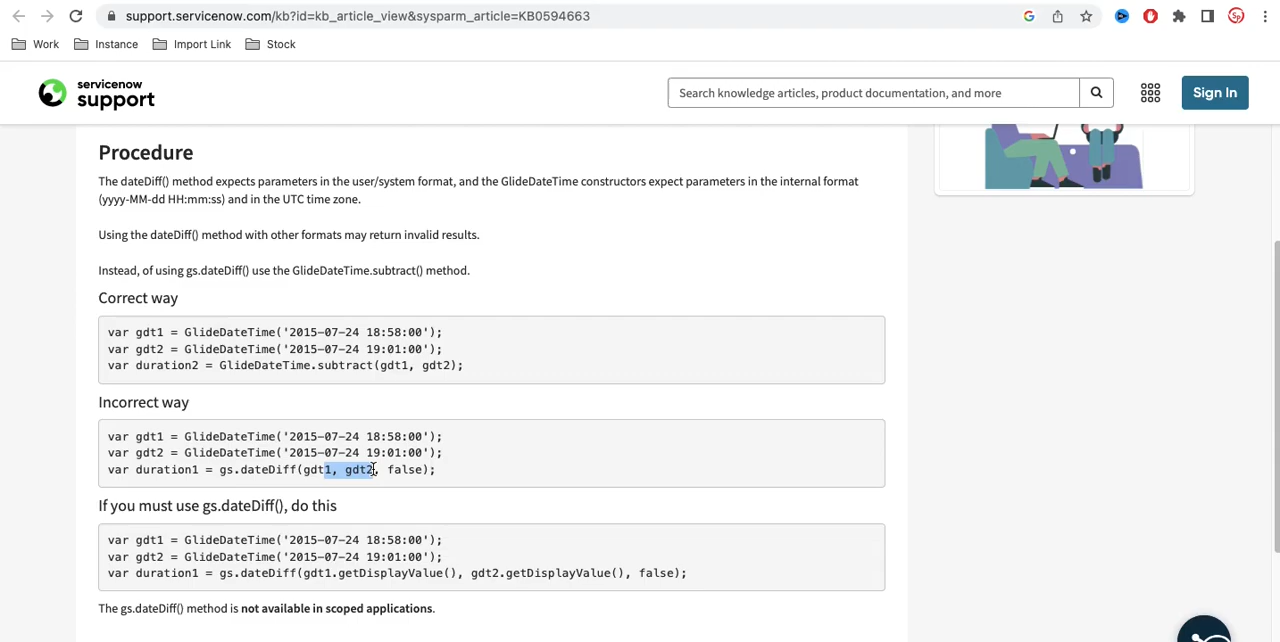 support.servicenow.com/kb?id=kb_article_view&sysparm_article=KB0594663
Work Instance Import Link Stock
servicenow
support
Search knowledge articles, product documentation, and more
Sign In
Procedure
The dateDiff() method expects parameters in the user/system format, and the GlideDateTime constructors expect parameters in the internal format
(yyyy-MM-dd HH:mm:ss) and in the UTC time zone.
Using the dateDiff() method with other formats may return invalid results.
Instead, of using gs.dateDiff() use the GlideDateTime.subtract() method.
Correct way
var gdt1 = GlideDateTime('2015-07-24 18:58:00');
var gdt2 = GlideDateTime('2015-07-24 19:01:00');
var duration2 = GlideDateTime.subtract(gdt1, gdt2);
Incorrect way
var gdt1 = GlideDateTime('2015-07-24 18:58:00');
var gdt2 = GlideDateTime('2015-07-24 19:01:00');
var duration1 = gs.dateDiff(gdt1, gdt2, false);
If you must use gs.dateDiff(), do this
var gdt1 = GlideDateTime('2015-07-24 18:58:00');
var gdt2 = GlideDateTime('2015-07-24 19:01:00');
var duration1 = gs.dateDiff(gdt1.getDisplayValue(), gdt2.getDisplayValue(), false);
The gs.dateDiff() method is not available in scoped applications.